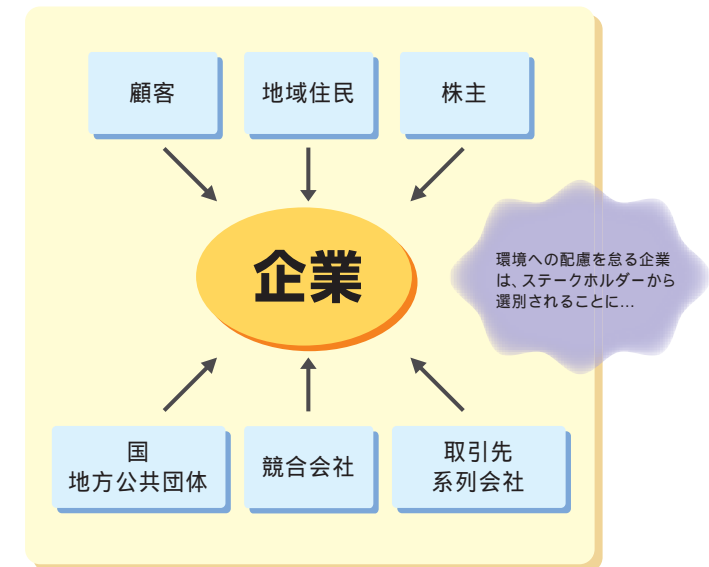 顧客
地域住民
株主
企業
環境への配慮を怠る企業
は、ステークホルダーから
選別されることに…
国
地方公共団体
競合会社
取引先
系列会社